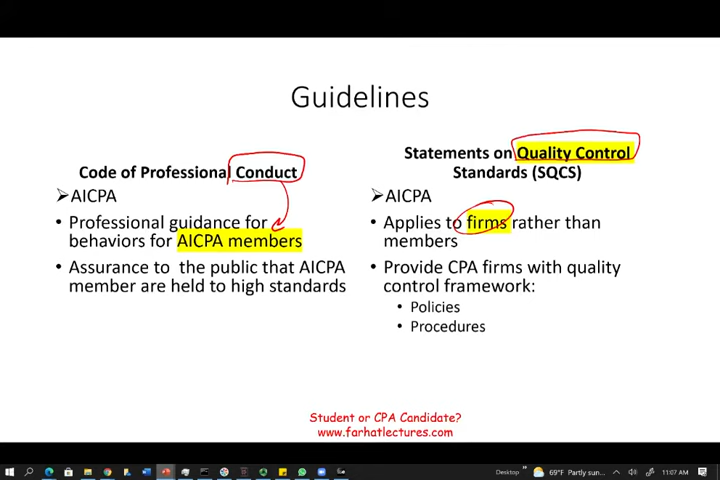 Guidelines
Code of Professional Conduct
➢AICPA
• Professional guidance for
behaviors for AICPA members
• Assurance to the public that AICPA
member are held to high standards
Statements on Quality Control
Standards (SQCS)
➢AICPA
• Applies to firms rather than
members
• Provide CPA firms with quality
control framework:
• Policies
• Procedures
Student or CPA Candidate?
www.farhatlectures.com
Desktop
69°F Partly sun...
11:07 AM